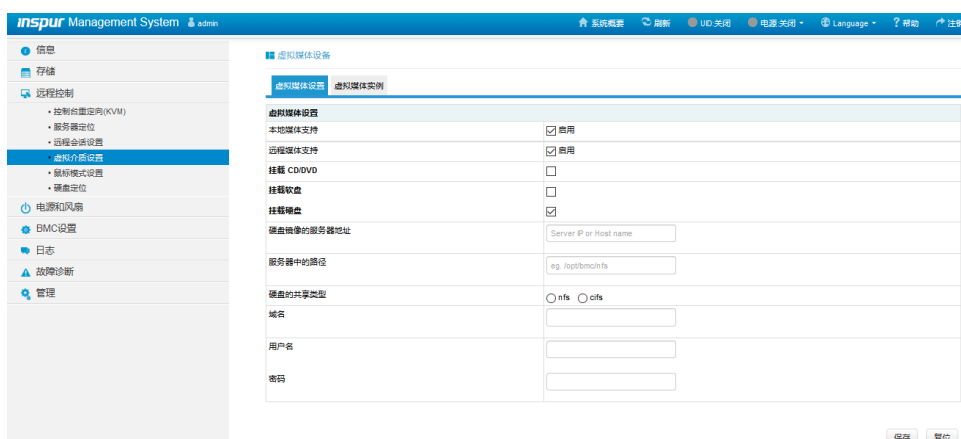 inspur Management System admin 系统概要 刷新 UID:关闭 电源:关闭 Language ? 帮助 注销
信息
存储
远程控制
• 控制台重定向(KVM)
• 服务器定位
• 远程会话设置
• 虚拟介质设置
• 鼠标模式设置
• 硬盘定位
电源和风扇
BMC设置
日志
故障诊断
管理
虚拟媒体设备
虚拟媒体设置 虚拟媒体实例
虚拟媒体设置
本地媒体支持 启用
远程媒体支持 启用
挂载 CD/DVD
挂载软盘
挂载硬盘
硬盘镜像的服务器地址 Server IP or Host name
服务器中的路径 eg. /opt/bmc/nfs
硬盘的共享类型 nfs cifs
域名
用户名
密码
保存 复位